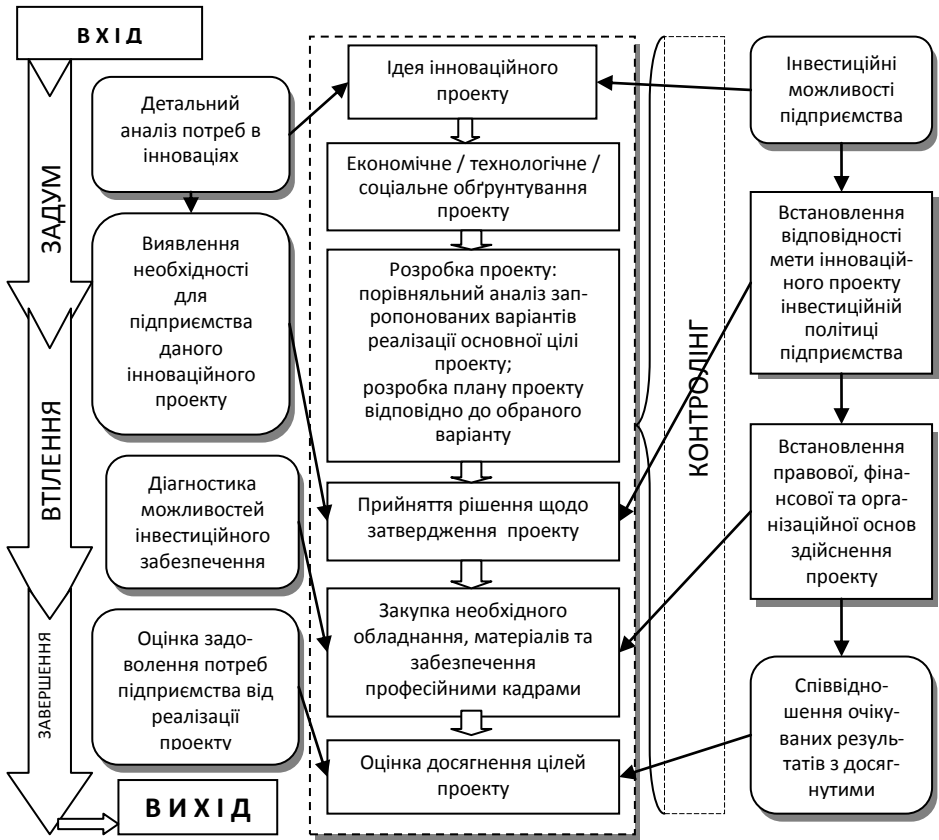 ВХІД
ЗАДУМ
ВТІЛЕННЯ
ЗАВЕРШЕННЯ
ВИХІД
Детальний
аналіз потреб в
інноваціях
Виявлення
необхідності
для
підприємства
даного
інноваційного
проекту
Діагностика
можливостей
інвестиційного
забезпечення
Оцінка задо-
волення потреб
підприємства від
реалізації
проекту
Ідея інноваційного
проекту
Економічне / технологічне /
соціальне обґрунтування
проекту
Розробка проекту:
порівняльний аналіз зап-
ропонованих варіантів
реалізації основної цілі
проекту;
розробка плану проекту
відповідно до обраного
варіанту
Прийняття рішення щодо
затвердження проекту
Закупка необхідного
обладнання, матеріалів та
забезпечення
професійними кадрами
Оцінка досягнення цілей
проекту
КОНТРОЛІНГ
Інвестиційні
можливості
підприємства
Встановлення
відповідності
мети інновацій-
ного проекту
інвестиційній
політиці
підприємства
Встановлення
правової, фіна-
нсової та орга-
нізаційної основ
здійснення
проекту
Співвідно-
шення очіку-
ваних резуль-
татів з досяг-
нутими